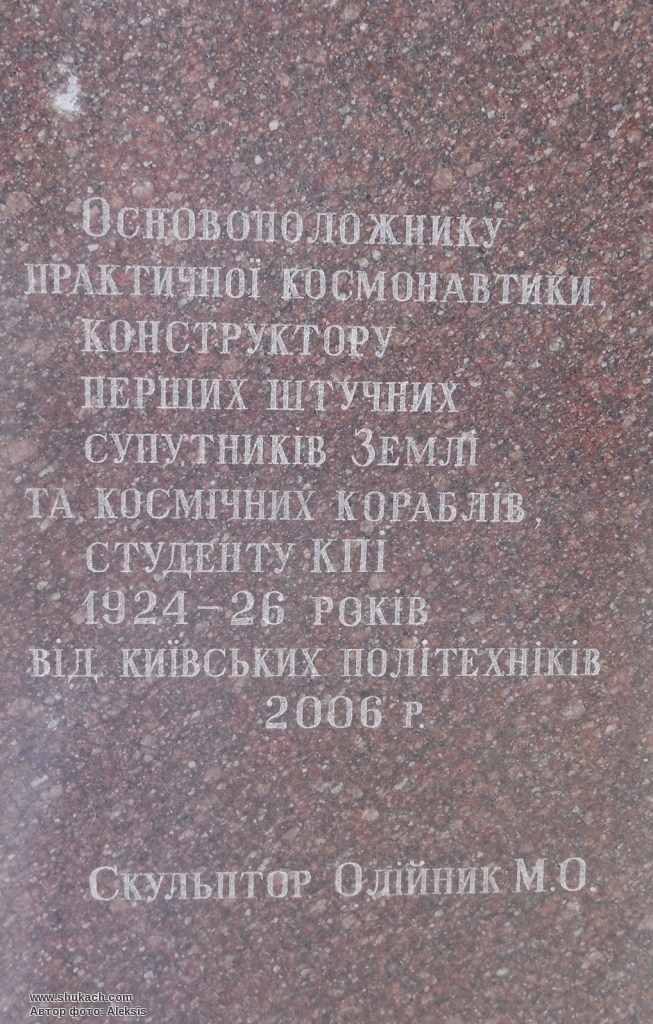 Основоположнику
практичної космонавтики,
конструктору
перших штучних
супутників Землі
та космічних кораблів,
студенту КПІ
1924–26 років
від київських політехніків
2006 р.
Скульптор Олійник М.О.
www.shukach.com
Автор фото: Aleksis